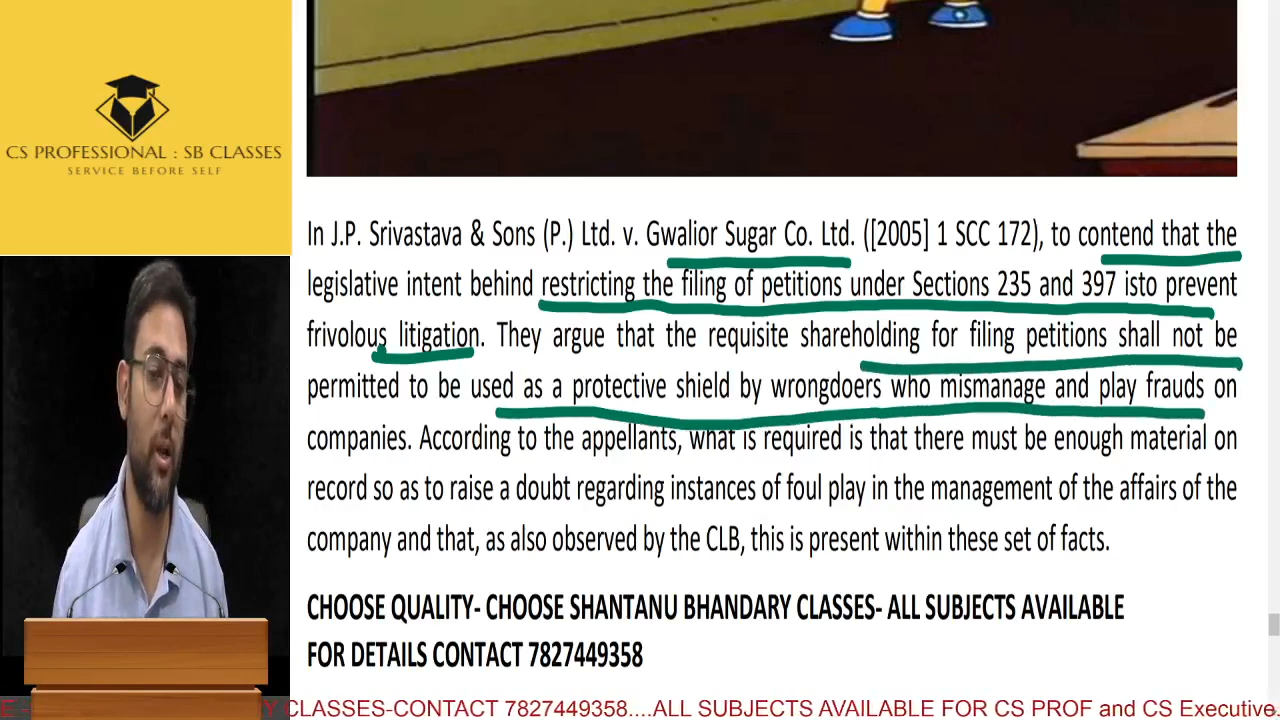 CS PROFESSIONAL : SB CLASSES
SERVICE BEFORE SELF
In J.P. Srivastava & Sons (P.) Ltd. v. Gwalior Sugar Co. Ltd. ([2005] 1 SCC 172), to contend that the
legislative intent behind restricting the filing of petitions under Sections 235 and 397 isto prevent
frivolous litigation. They argue that the requisite shareholding for filing petitions shall not be
permitted to be used as a protective shield by wrongdoers who mismanage and play frauds on
companies. According to the appellants, what is required is that there must be enough material on
record so as to raise a doubt regarding instances of foul play in the management of the affairs of the
company and that, as also observed by the CLB, this is present within these set of facts.
CHOOSE QUALITY- CHOOSE SHANTANU BHANDARY CLASSES- ALL SUBJECTS AVAILABLE
FOR DETAILS CONTACT 7827449358
E - Y CLASSES-CONTACT 7827449358....ALL SUBJECTS AVAILABLE FOR CS PROF and CS Executive.